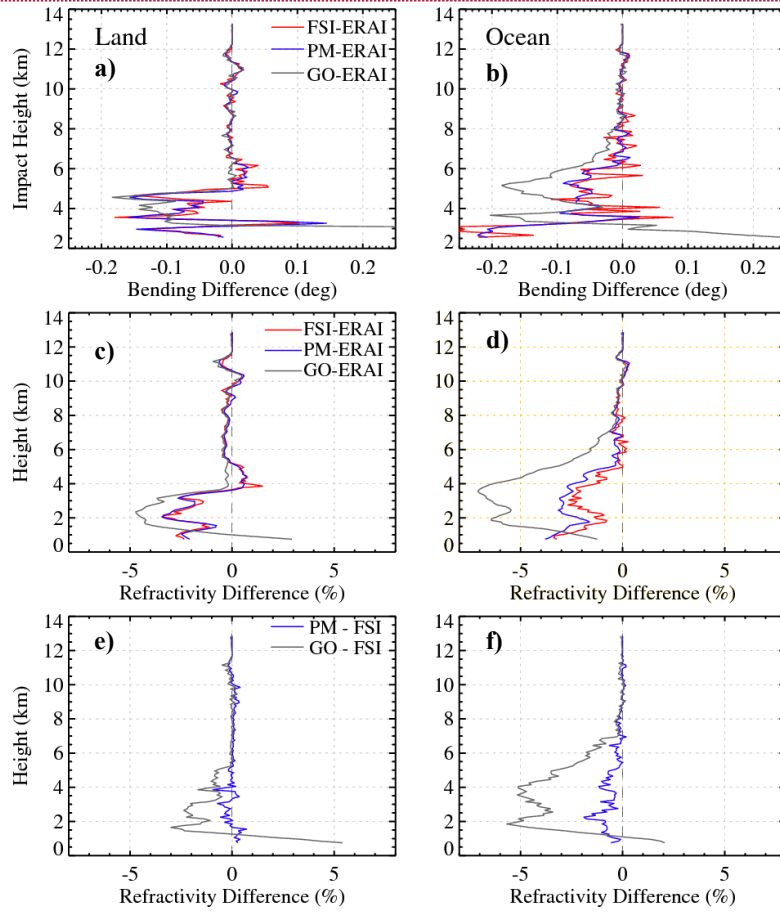 Land
FSI-ERAI
PM-ERAI
GO-ERAI
a)
Ocean
b)
14
12
10
8
6
4
2
Impact Height (km)
-0.2 -0.1 0.0 0.1 0.2
Bending Difference (deg)
14
12
10
8
6
4
2
-0.2 -0.1 0.0 0.1 0.2
Bending Difference (deg)
c)
FSI-ERAI
PM-ERAI
GO-ERAI
d)
14
12
10
8
6
4
2
0
Height (km)
-5 0 5
Refractivity Difference (%)
14
12
10
8
6
4
2
0
-5 0 5
Refractivity Difference (%)
e)
PM - FSI
GO - FSI
f)
14
12
10
8
6
4
2
0
Height (km)
-5 0 5
Refractivity Difference (%)
14
12
10
8
6
4
2
0
-5 0 5
Refractivity Difference (%)